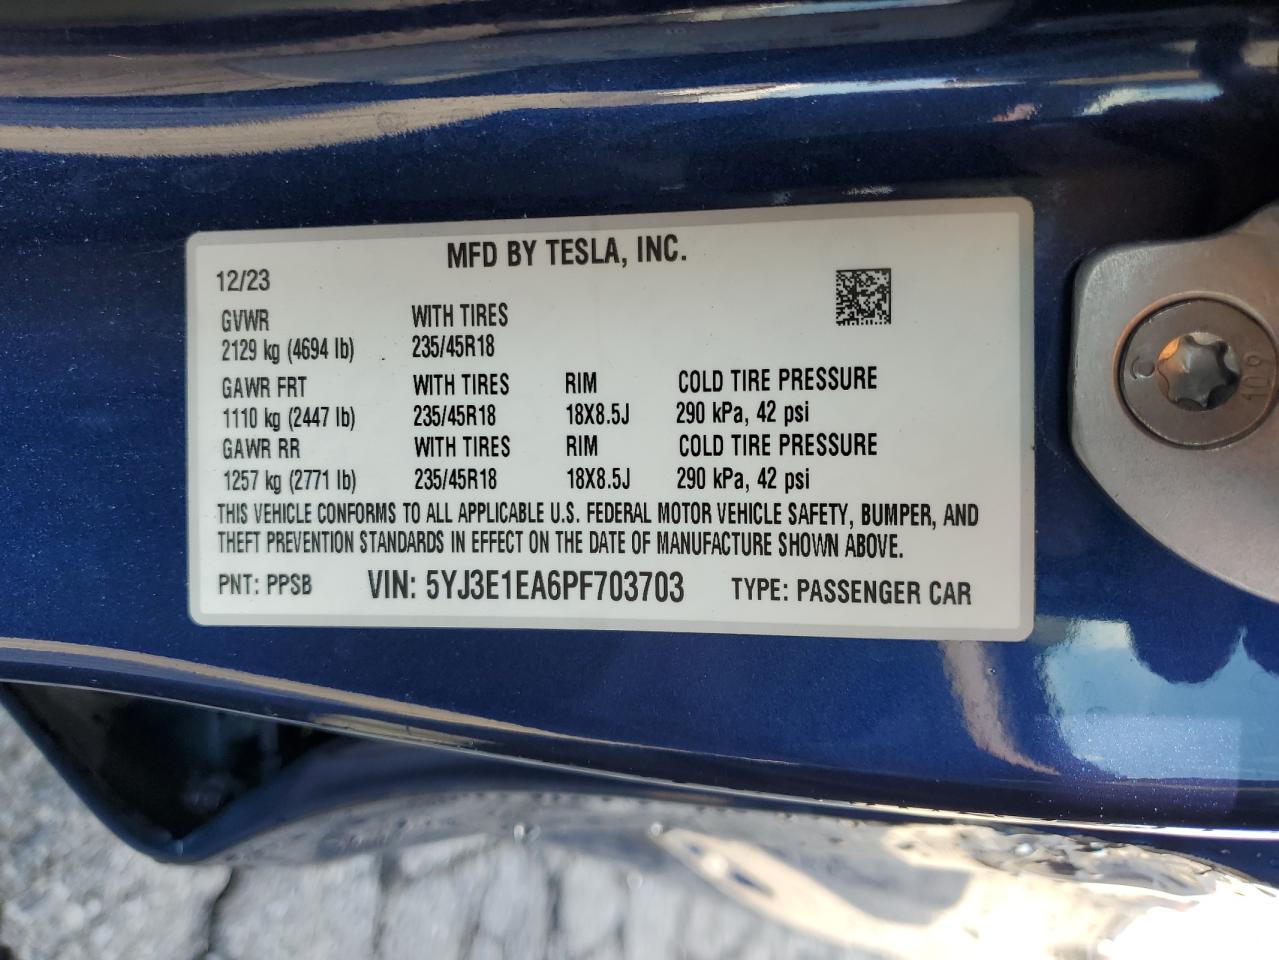 MFD BY TESLA, INC.
12/23
GVWR WITH TIRES
2129 kg (4694 lb) 235/45R18
GAWR FRT WITH TIRES RIM COLD TIRE PRESSURE
1110 kg (2447 lb) 235/45R18 18X8.5J 290 kPa, 42 psi
GAWR RR WITH TIRES RIM COLD TIRE PRESSURE
1257 kg (2771 lb) 235/45R18 18X8.5J 290 kPa, 42 psi
THIS VEHICLE CONFORMS TO ALL APPLICABLE U.S. FEDERAL MOTOR VEHICLE SAFETY, BUMPER, AND
THEFT PREVENTION STANDARDS IN EFFECT ON THE DATE OF MANUFACTURE SHOWN ABOVE.
PNT: PPSB VIN: 5YJ3E1EA6PF703703 TYPE: PASSENGER CAR
C 10.9